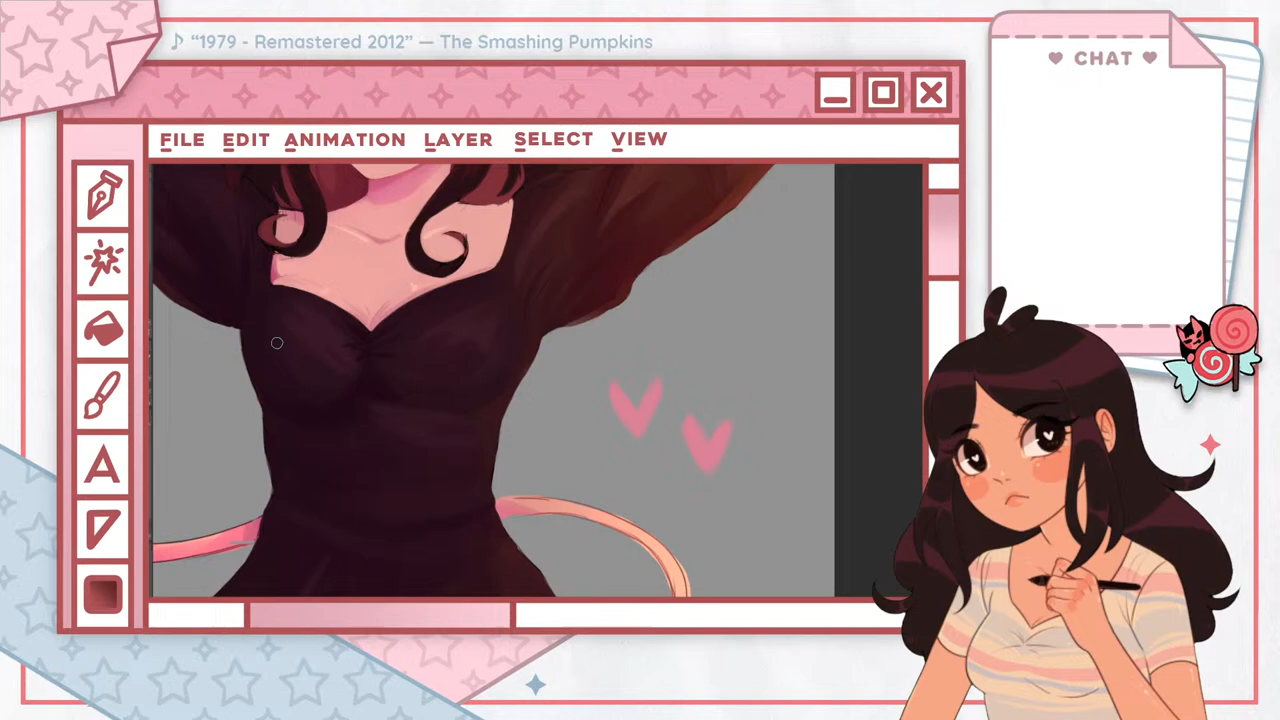 ♪ “1979 - Remastered 2012” — The Smashing Pumpkins
CHAT
FILE EDIT ANIMATION LAYER SELECT VIEW
A